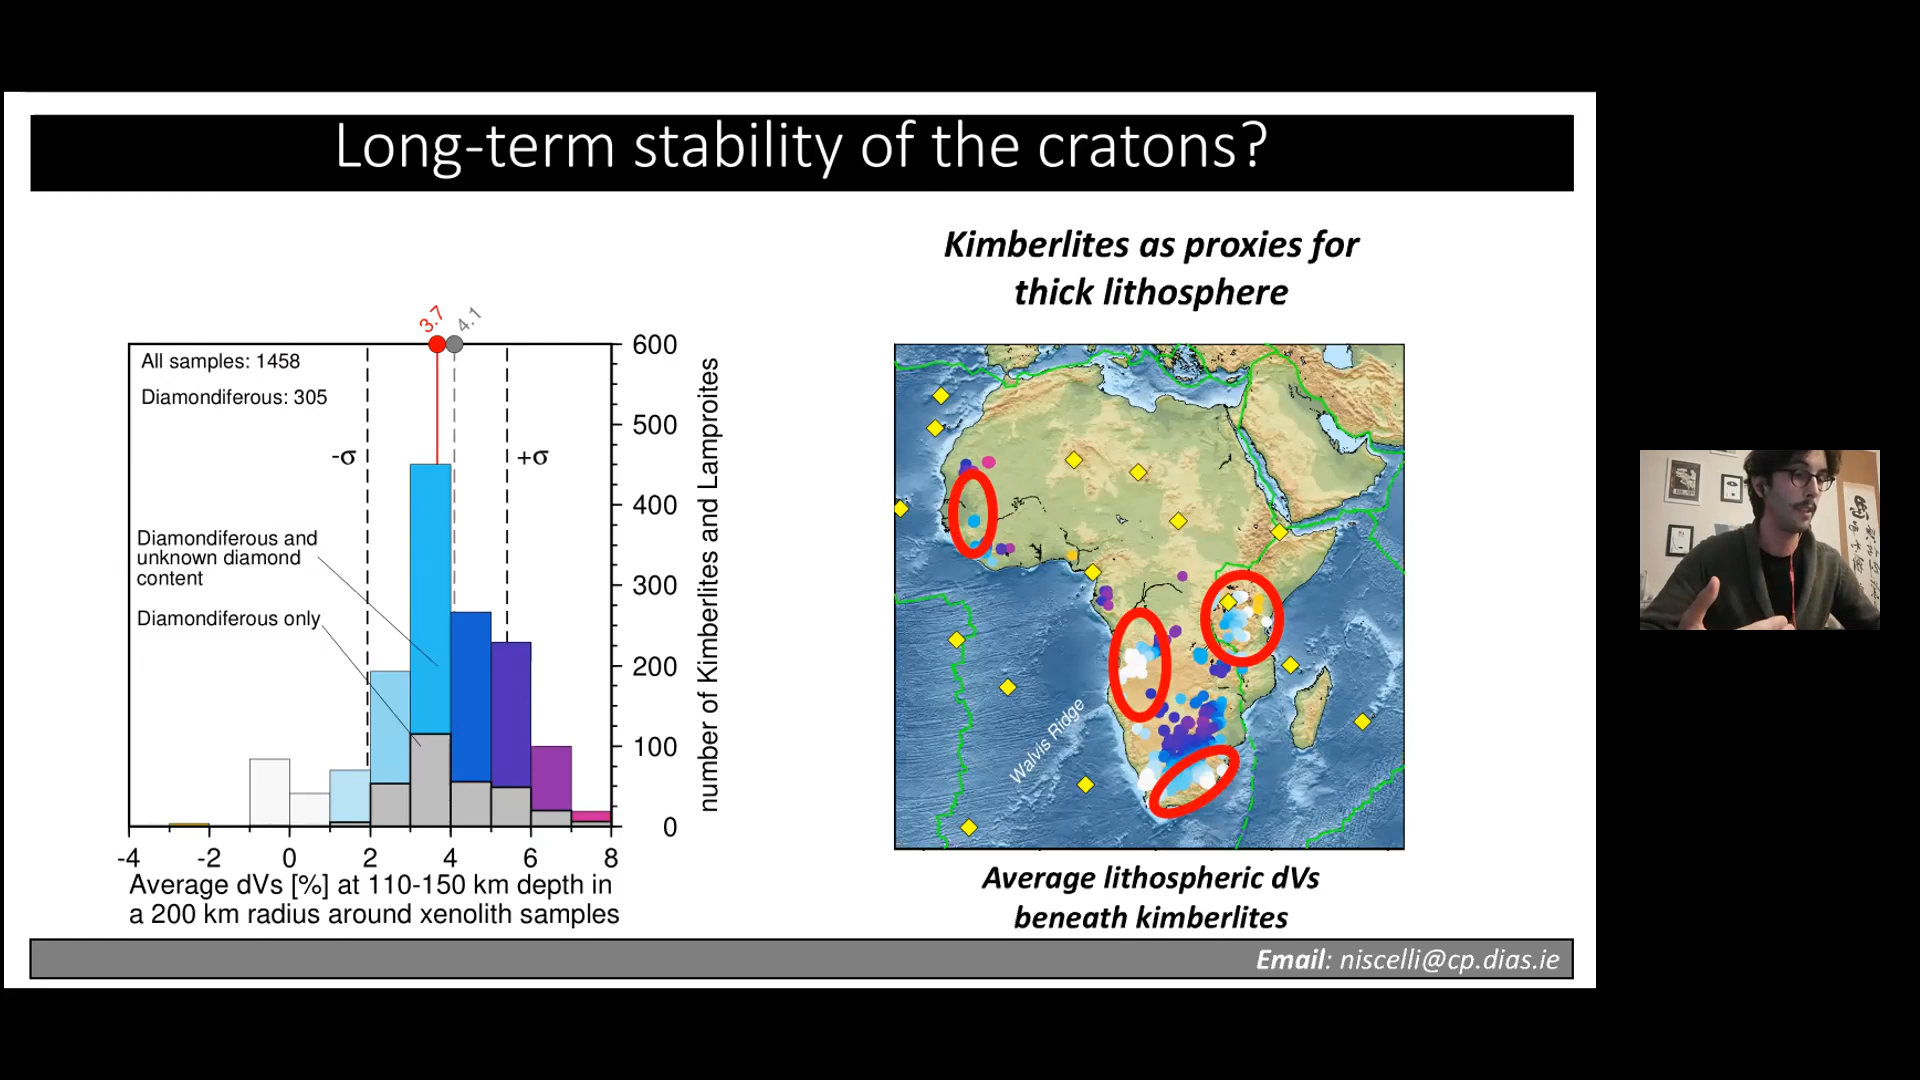 Long-term stability of the cratons?
Kimberlites as proxies for
thick lithosphere
3.7
4.1
All samples: 1458
Diamondiferous: 305
-σ
+σ
Diamondiferous and
unknown diamond
content
Diamondiferous only
600
500
400
300
200
100
0
number of Kimberlites and Lamproites
-4
-2
0
2
4
6
8
Average dVs [%] at 110-150 km depth in
a 200 km radius around xenolith samples
Walvis Ridge
Average lithospheric dVs
beneath kimberlites
Email: niscelli@cp.dias.ie